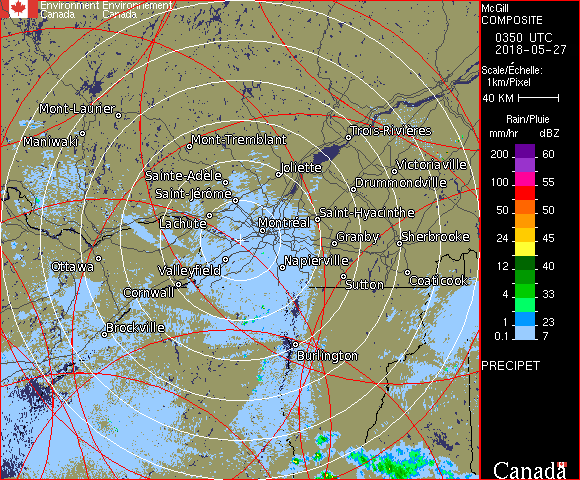 Environment Environnement
Canada Canada
McGill
COMPOSITE
0350 UTC
2018-05-27
Scale/Échelle:
1km/Pixel
40 KM
Rain/Pluie
mm/hr dBZ
200 60
100 55
50 50
24 45
12 40
4 33
1 23
0.1 7
PRECIPET
Canada
Mont-Laurier
Maniwaki
Mont-Tremblant
Trois-Rivières
Sainte-Adèle
Joliette
Victoriaville
Saint-Jérôme
Drummondville
Lachute
Montréal
Saint-Hyacinthe
Granby
Sherbrooke
Ottawa
Valleyfield
Napierville
Cornwall
Sutton
Coaticook
Brockville
Burlington